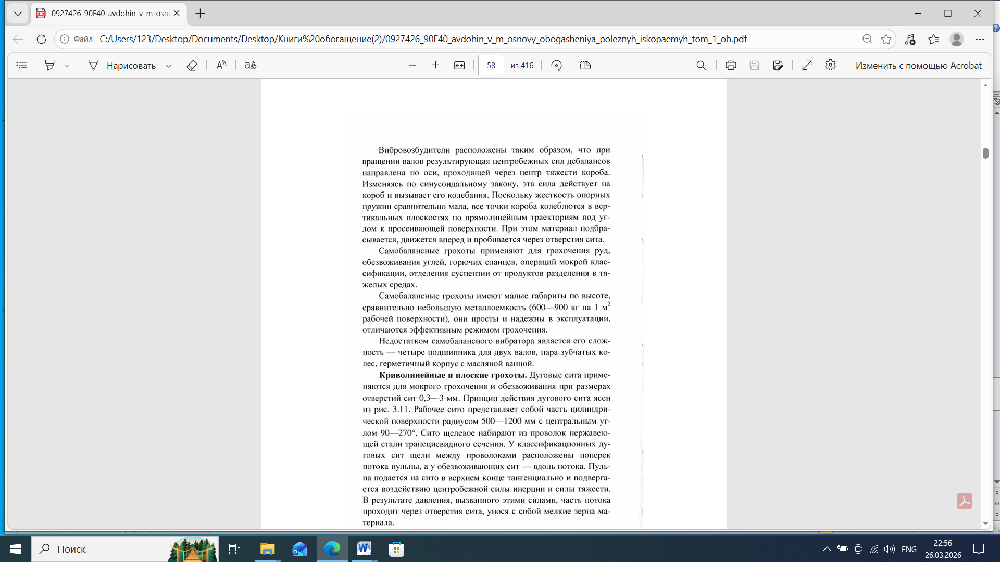 0927426_90F40_avdohin_v_m_osno
Файл
C:/Users/123/Desktop/Documents/Desktop/Книги%20обогащение(2)/0927426_90F40_avdohin_v_m_osnovy_obogasheniya_poleznyh_iskopaemyh_tom_1_ob.pdf
Нарисовать
аあ
58
из 416
Изменить с помощью Acrobat
Вибровозбудители расположены таким образом, что при
вращении валов результирующая центробежных сил дебалансов
направлена по оси, проходящей через центр тяжести короба.
Изменяясь по синусоидальному закону, эта сила действует на
короб и вызывает его колебания. Поскольку жесткость опорных
пружин сравнительно мала, все точки короба колеблются в вер-
тикальных плоскостях по прямолинейным траекториям под уг-
лом к просеивающей поверхности. При этом материал подбра-
сывается, движется вперед и пробивается через отверстия сита.
Самобалансные грохоты применяют для грохочения руд,
обезвоживания углей, горючих сланцев, операций мокрой клас-
сификации, отделения суспензии от продуктов разделения в тя-
желых средах.
Самобалансные грохоты имеют малые габариты по высоте,
сравнительно небольшую металлоемкость (600—900 кг на 1 м²
рабочей поверхности), они просты и надежны в эксплуатации,
отличаются эффективным режимом грохочения.
Недостатком самобалансного вибратора является его слож-
ность — четыре подшипника для двух валов, пара зубчатых ко-
лес, герметичный корпус с масляной ванной.
Криволинейные и плоские грохоты. Дуговые сита приме-
няются для мокрого грохочения и обезвоживания при размерах
отверстий сит 0,3—3 мм. Принцип действия дугового сита ясен
из рис. 3.11. Рабочее сито представляет собой часть цилиндри-
ческой поверхности радиусом 500—1200 мм с центральным уг-
лом 90—270°. Сито щелевое набирают из проволок нержавею-
щей стали трапециевидного сечения. У классификационных ду-
говых сит щели между проволоками расположены поперек
потока пульпы, а у обезвоживающих сит — вдоль потока. Пуль-
па подается на сито в верхнем конце тангенциально и подверга-
ется воздействию центробежной силы инерции и силы тяжести.
В результате давления, вызванного этими силами, часть потока
проходит через отверстия сита, унося с собой мелкие зерна ма-
териала.
Поиск
ENG
22:56
26.03.2026